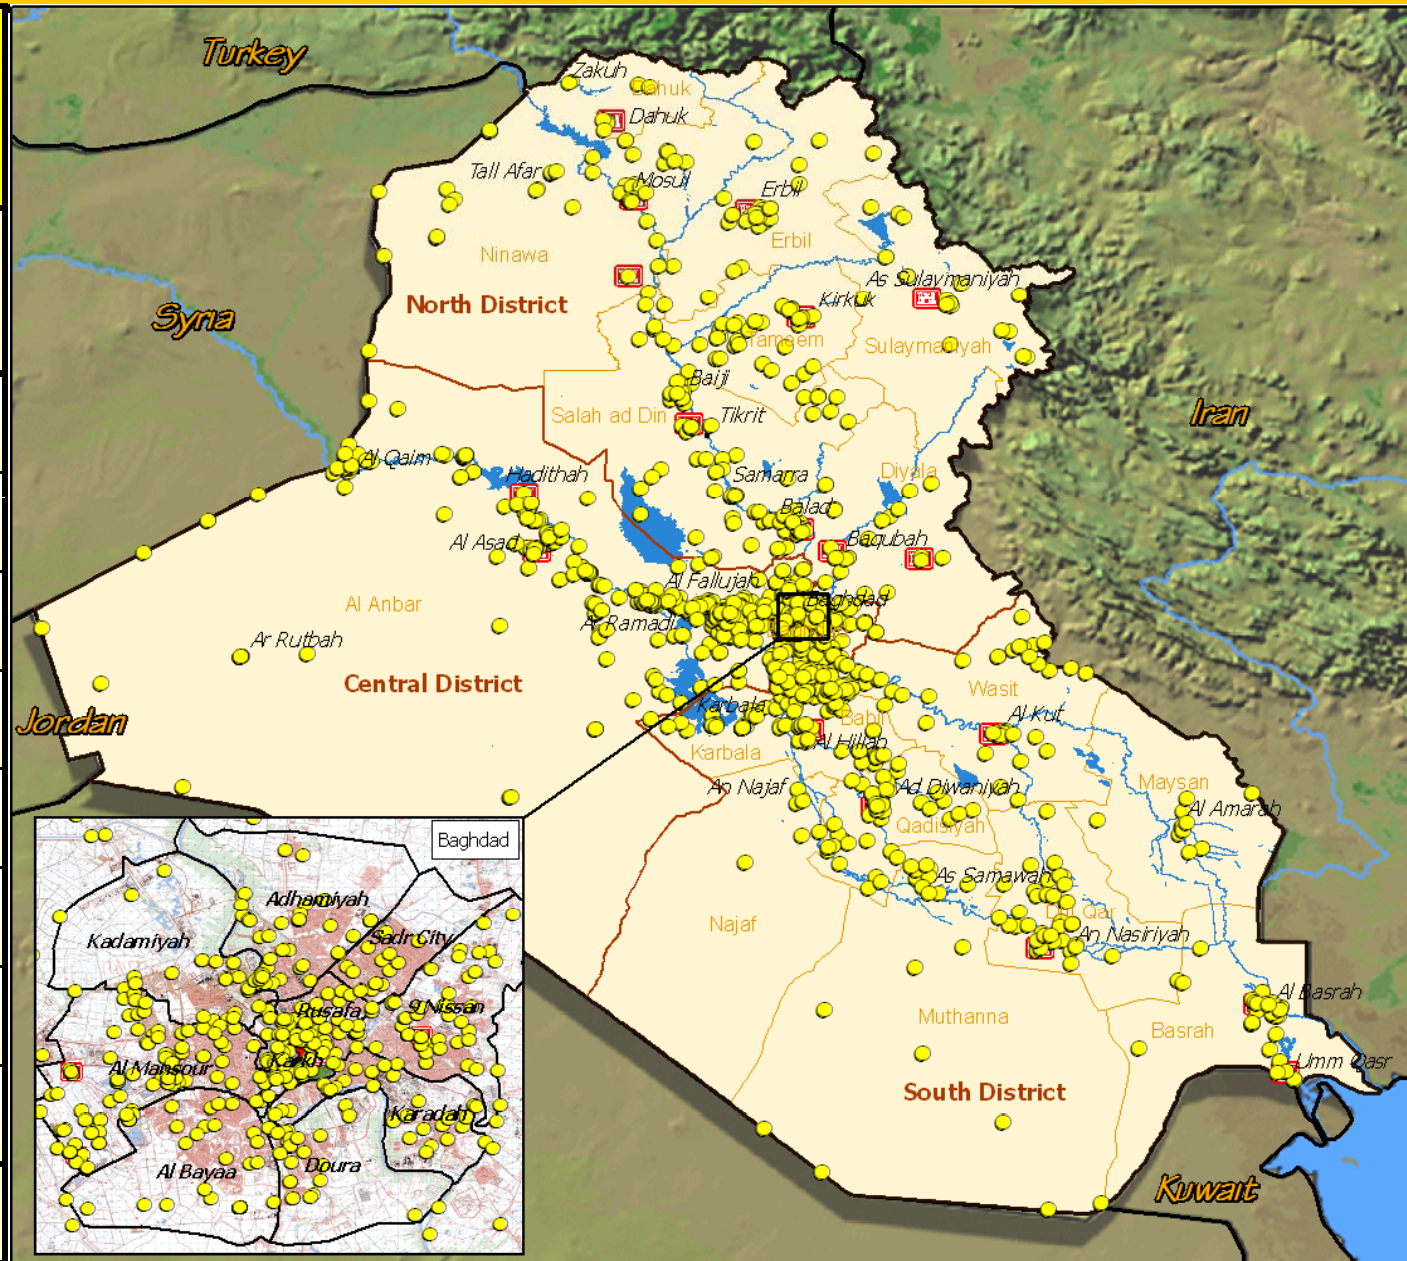 Turkey
Zakuh
Dahuk
Dahuk
Tall Afar
Mosul
Erbil
Erbil
Ninawa
As Sulaymaniyah
North District
Kirkuk
Syria
Sulaymaniyah
Baiji
Salah ad Din
Tikrit
Iran
Al Qaim
Hadithah
Samarra
Diyala
Balad
Al Asad
Baqubah
Al Fallujah
Baghdad
Al Anbar
Ar Ramadi
Ar Rutbah
Central District
Wasit
Jordan
Karbala
Babil
Al Kut
Al Hillah
Karbala
Maysan
An Najaf
Ad Diwaniyah
Al Amarah
Qadisiyah
As Samawah
Najaf
Dhi Qar
An Nasiriyah
Al Basrah
Muthanna
Basrah
Umm Qasr
South District
Kuwait
Baghdad
Adhamiyah
Kadamiyah
Sadr City
Rusafa
9 Nissan
Karkh
Al Mansour
Karadah
Al Bayaa
Doura